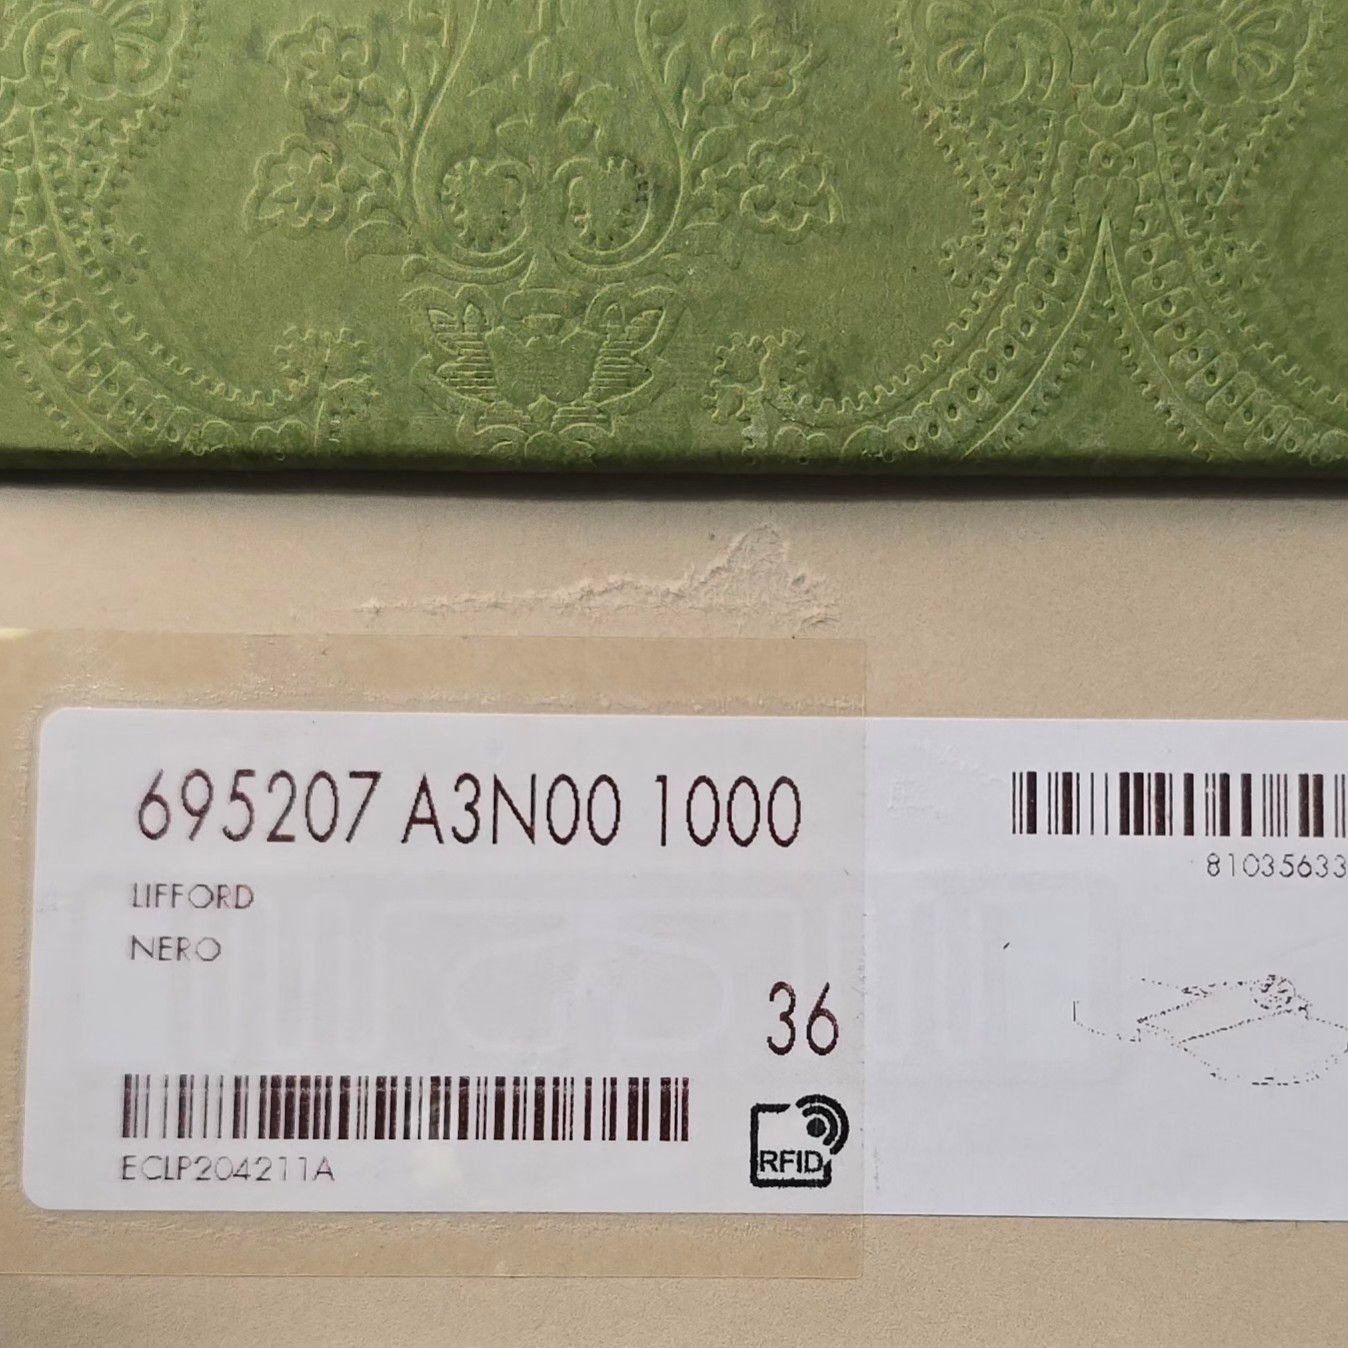 695207 A3N00 1000
81035633
LIFFORD
NERO
36
ECLP204211A
RFID